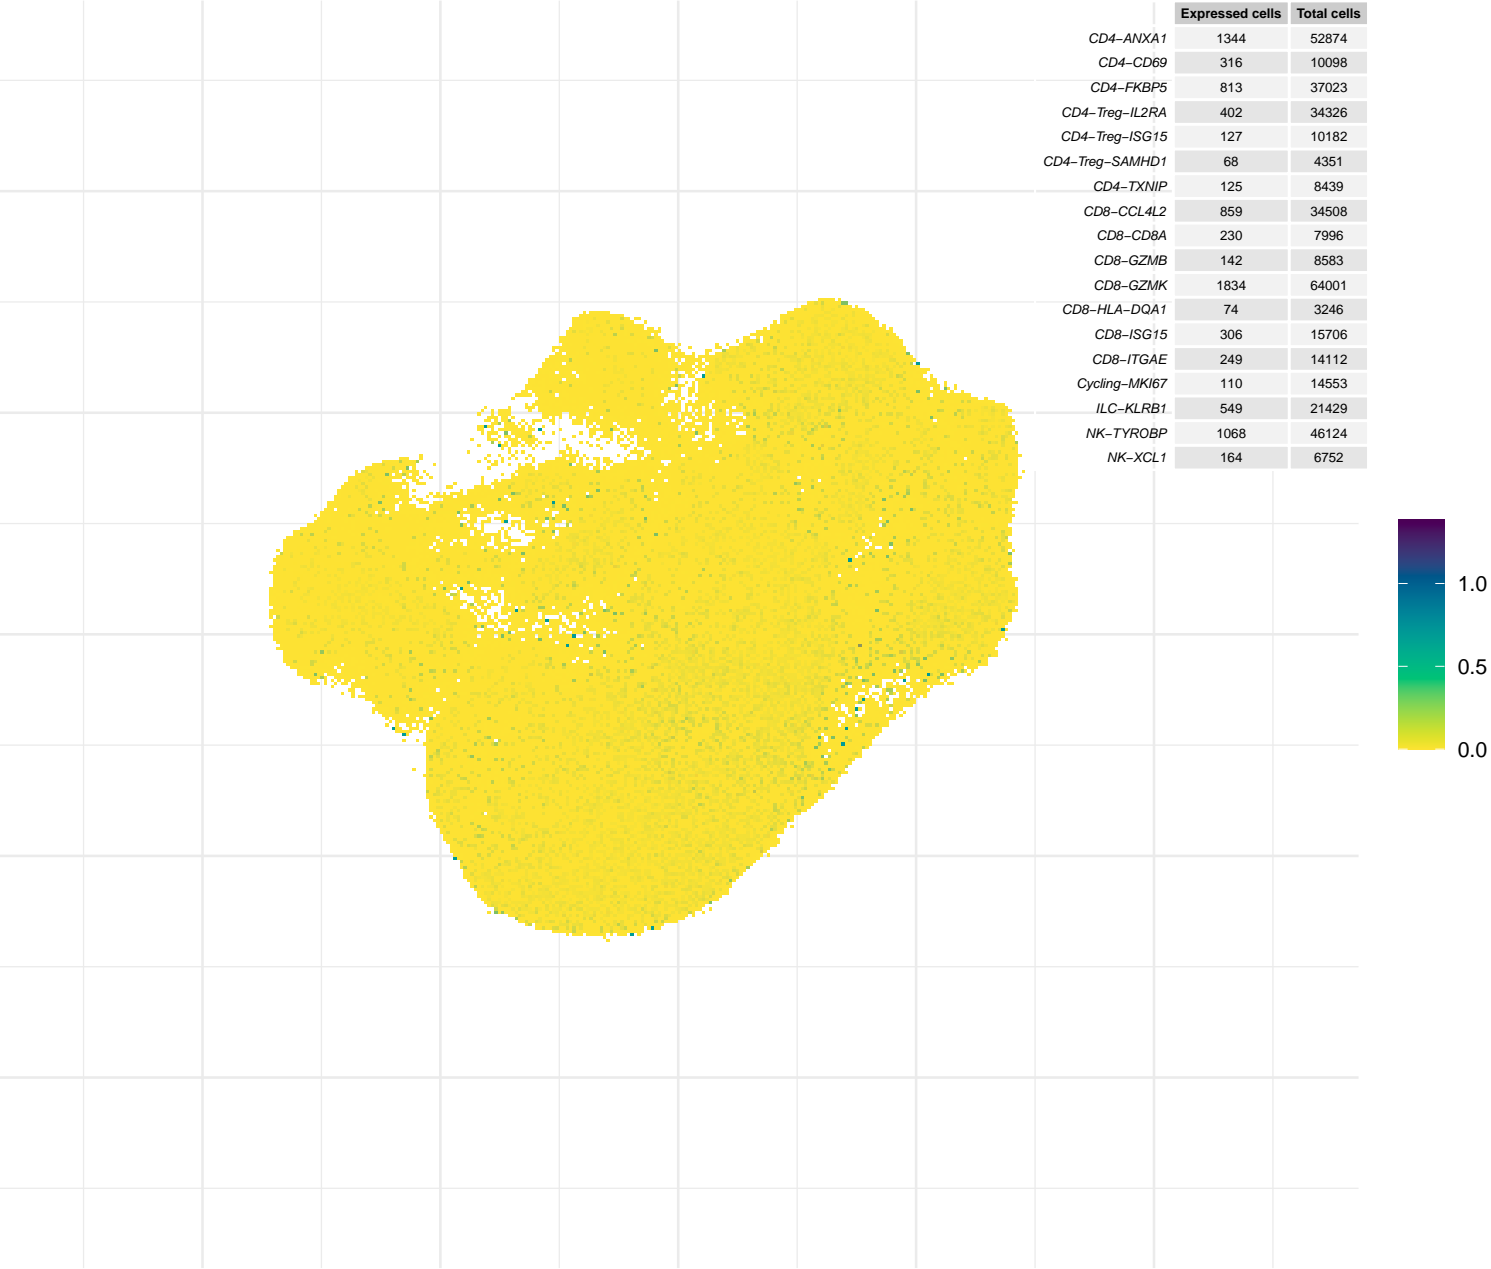 Expressed cells Total cells
CD4−ANXA1 1344 52874
CD4−CD69 316 10098
CD4−FKBP5 813 37023
CD4−Treg−IL2RA 402 34326
CD4−Treg−ISG15 127 10182
CD4−Treg−SAMHD1 68 4351
CD4−TXNIP 125 8439
CD8−CCL4L2 859 34508
CD8−CD8A 230 7996
CD8−GZMB 142 8583
CD8−GZMK 1834 64001
CD8−HLA−DQA1 74 3246
CD8−ISG15 306 15706
CD8−ITGAE 249 14112
Cycling−MKI67 110 14553
ILC−KLRB1 549 21429
NK−TYROBP 1068 46124
NK−XCL1 164 6752
1.0
0.5
0.0